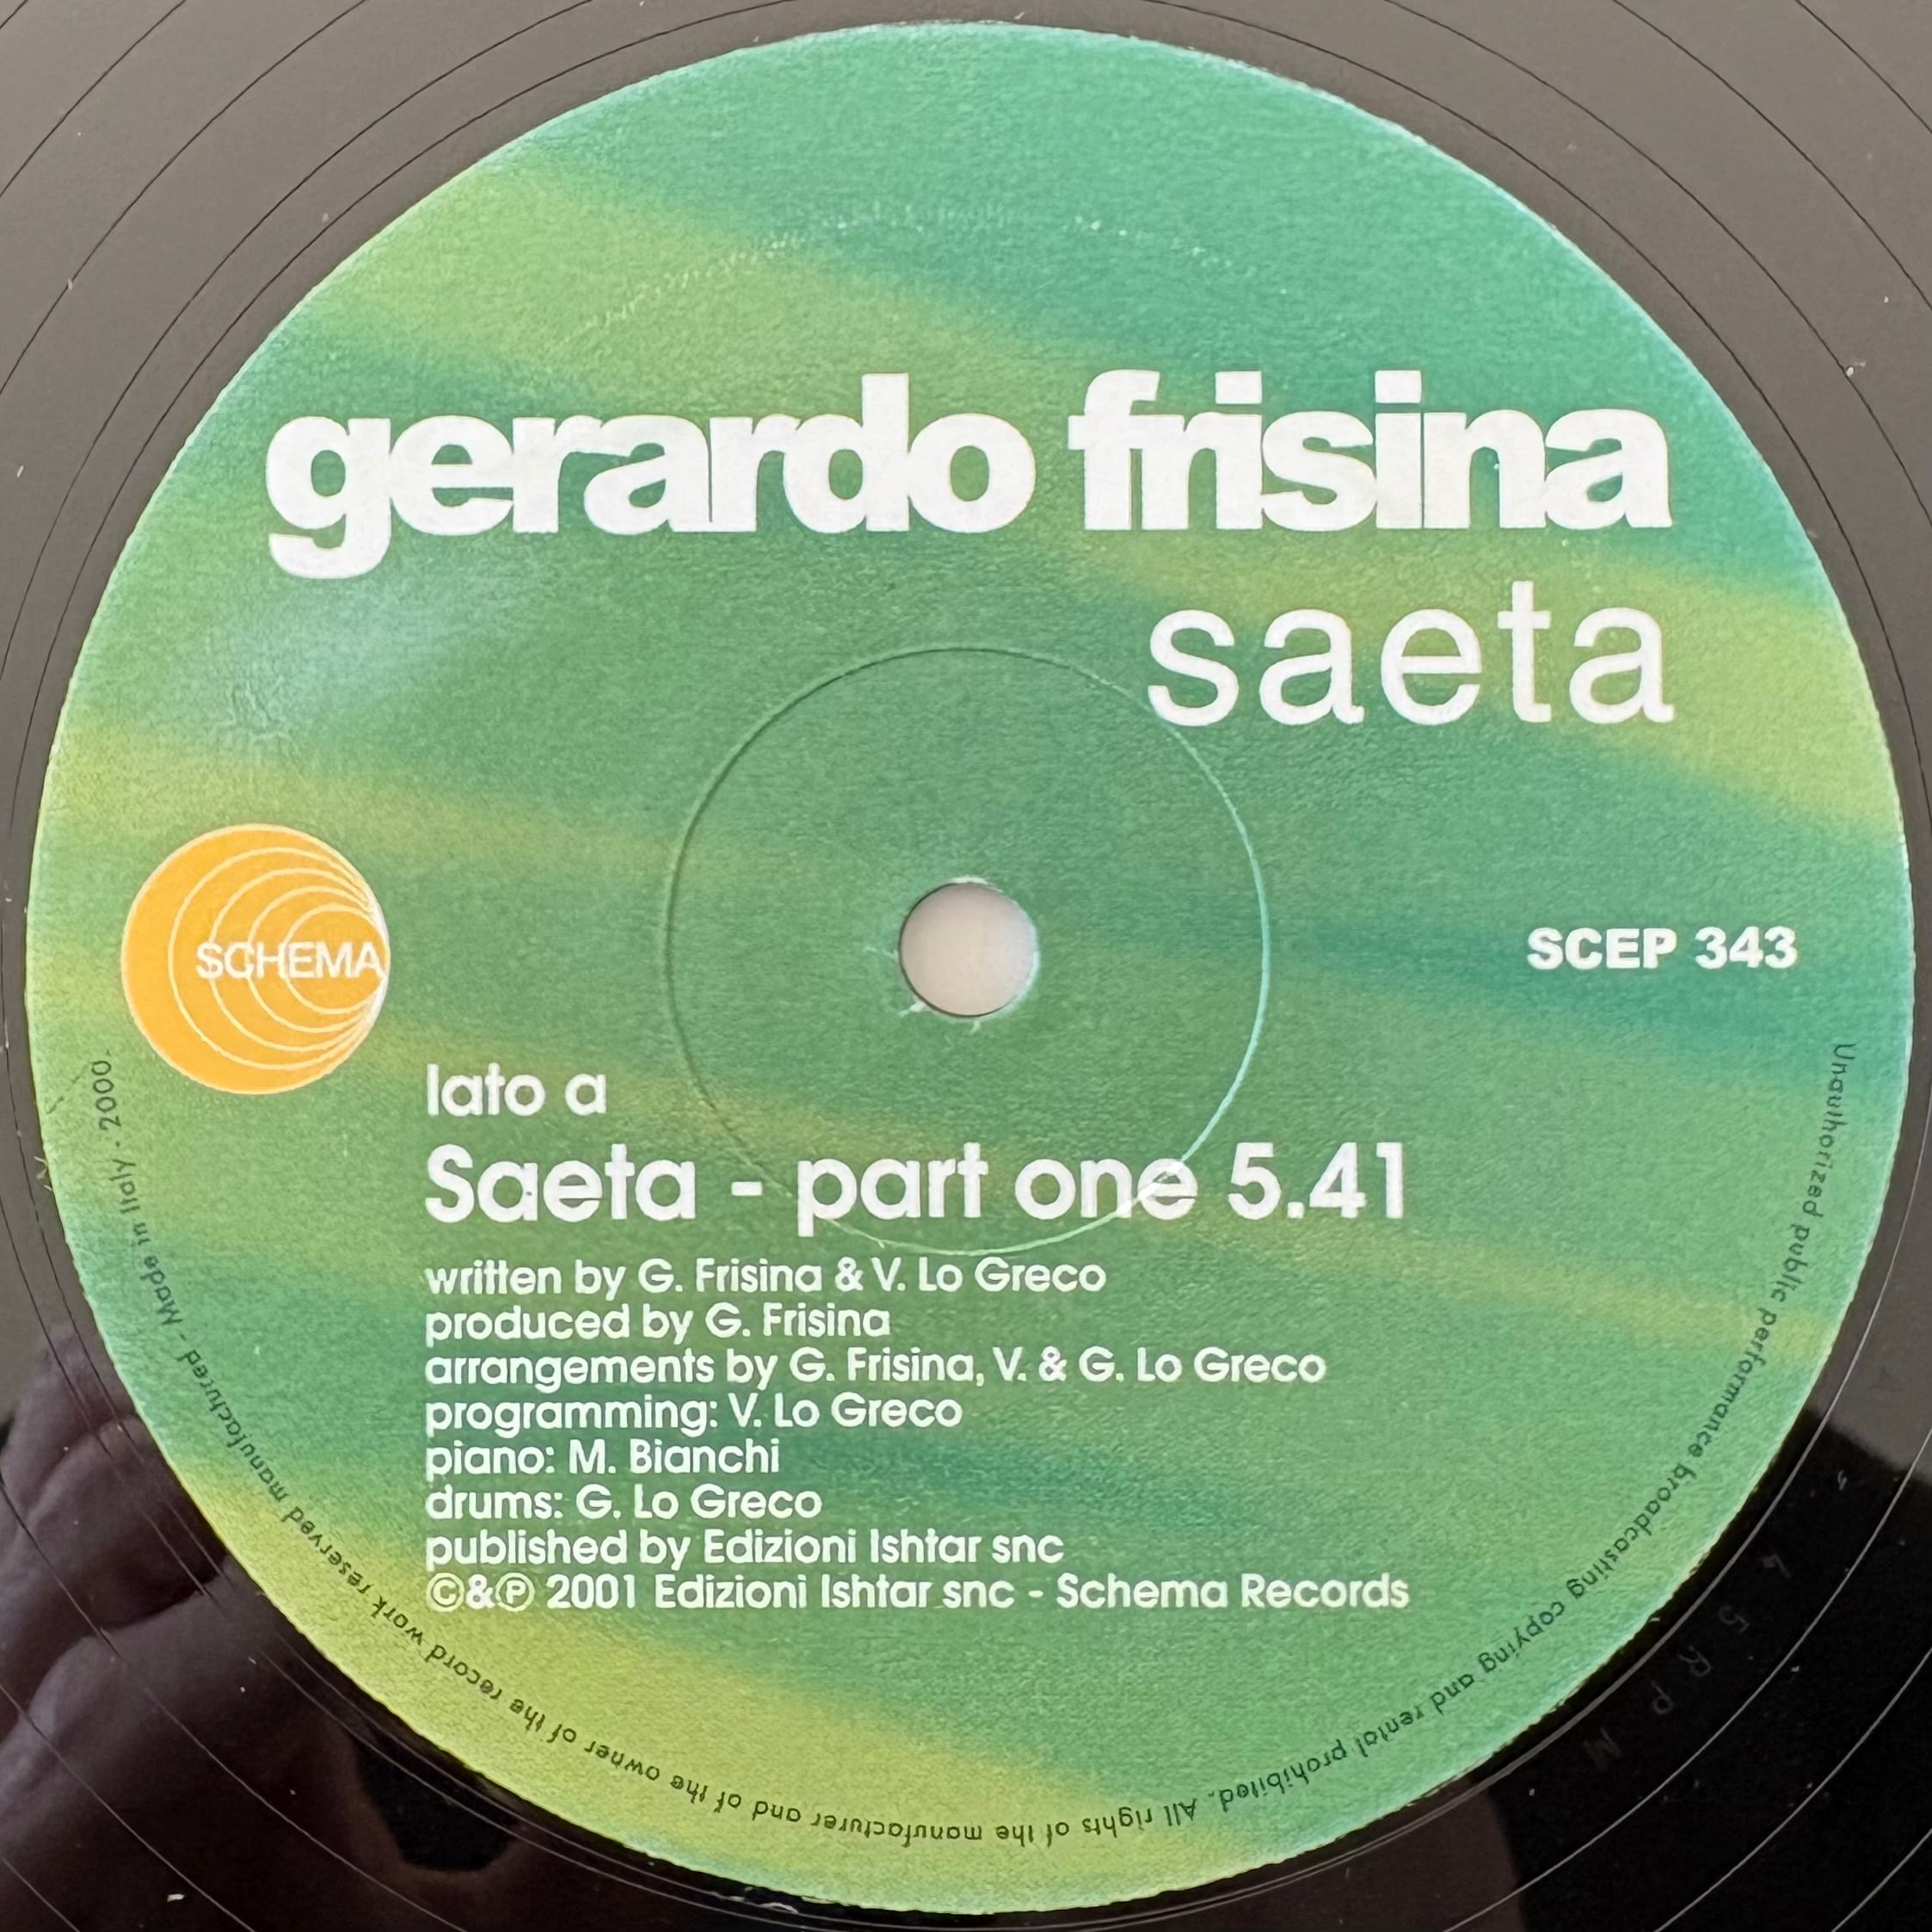 gerardo frisina
saeta
SCHEMA
SCEP 343
lato a
Saeta - part one 5.41
written by G. Frisina & V. Lo Greco
produced by G. Frisina
arrangements by G. Frisina, V. & G. Lo Greco
programming: V. Lo Greco
piano: M. Bianchi
drums: G. Lo Greco
published by Edizioni Ishtar snc
©&℗ 2001 Edizioni Ishtar snc - Schema Records
Unaulhorized public performance broadcasting copying and rental prohibited. All rights of the manufacturer and of the owner of the record work reserved manufactured - Made in Italy - 2000.
45 RPM